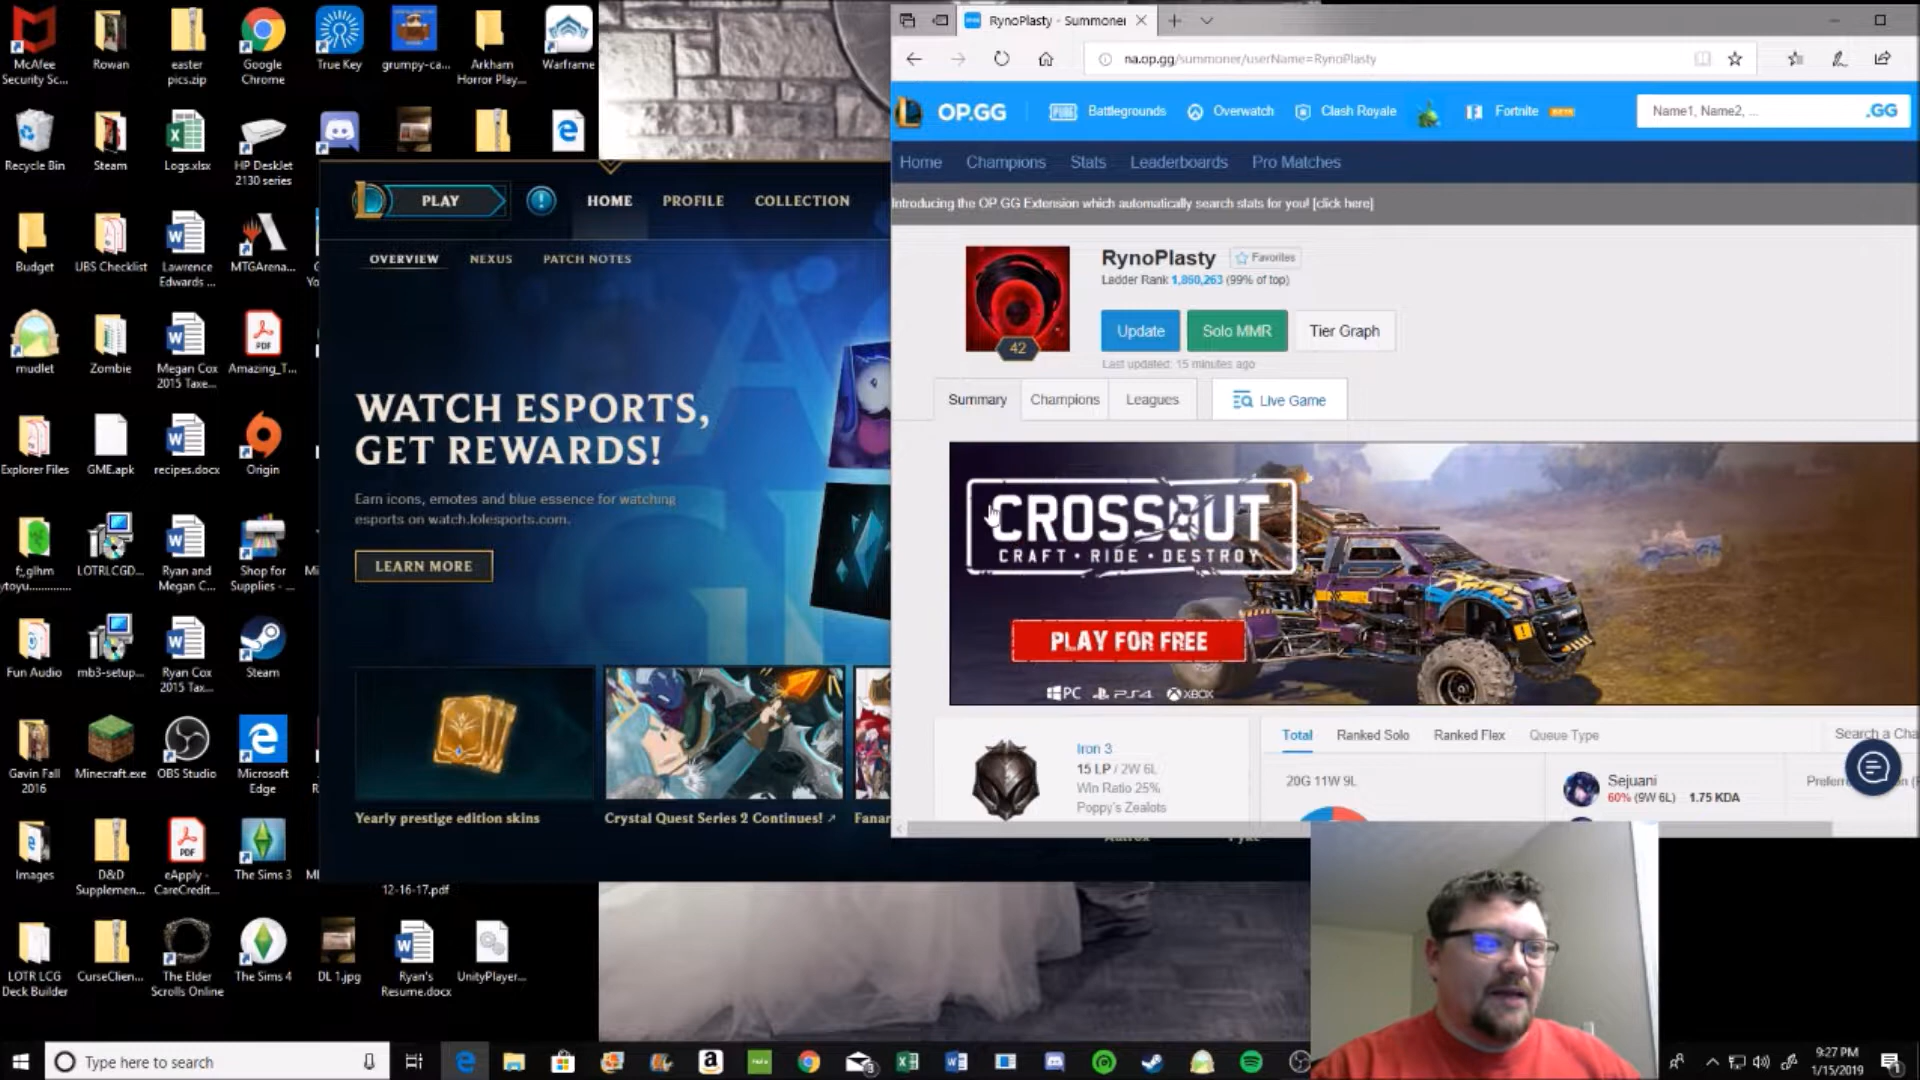 McAfee
Security Sc...
Rowan
easter
pics.zip
Google
Chrome
True Key
grumpy-ca...
Arkham
Horror Play...
Warframe
Recycle Bin
Steam
Logs.xlsx
HP DeskJet
2130 series
Budget
UBS Checklist
Lawrence
Edwards ...
MTGArena...
mudlet
Zombie
Megan Cox
2015 Taxe...
Amazing_T...
Explorer Files
GME.apk
recipes.docx
Origin
LOTRLCGD...
Ryan and
Megan C...
Shop for
Supplies - ...
Fun Audio
mb3-setup...
Ryan Cox
2015 Tax...
Steam
Gavin Fall
2016
Minecraft.exe
OBS Studio
Microsoft
Edge
Images
D&D
Supplemen...
eApply -
CareCredit...
The Sims 3
12-16-17.pdf
LOTR LCG
Deck Builder
CurseClien...
The Elder
Scrolls Online
The Sims 4
DL 1.jpg
Ryan's
Resume.docx
UnityPlayer...
PLAY
HOME
PROFILE
COLLECTION
OVERVIEW
NEXUS
PATCH NOTES
WATCH ESPORTS,
GET REWARDS!
Earn icons, emotes and blue essence for watching
esports on watch.lolesports.com.
LEARN MORE
Yearly prestige edition skins
Crystal Quest Series 2 Continues!
RynoPlasty - Summoner
na.op.gg/summoner/userName=RynoPlasty
OP.GG
Battlegrounds
Overwatch
Clash Royale
Fortnite
BETA
Name1, Name2, ...
.GG
Home
Champions
Stats
Leaderboards
Pro Matches
Introducing the OP.GG Extension which automatically search stats for you! [click here]
RynoPlasty
Favorites
Ladder Rank 1,860,263 (99% of top)
42
Update
Solo MMR
Tier Graph
Last updated: 15 minutes ago
Summary
Champions
Leagues
Live Game
CROSSOUT
CRAFT • RIDE • DESTROY
PLAY FOR FREE
PC
PS4
XBOX
Iron 3
15 LP / 2W 6L
Win Ratio 25%
Poppy's Zealots
Total
Ranked Solo
Ranked Flex
Queue Type
Search a Cha
20G 11W 9L
Sejuani
60% (9W 6L) 1.75 KDA
Type here to search
9:27 PM
1/15/2019